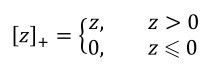 [z]₊ = { z, z > 0
0, z ⩽ 0